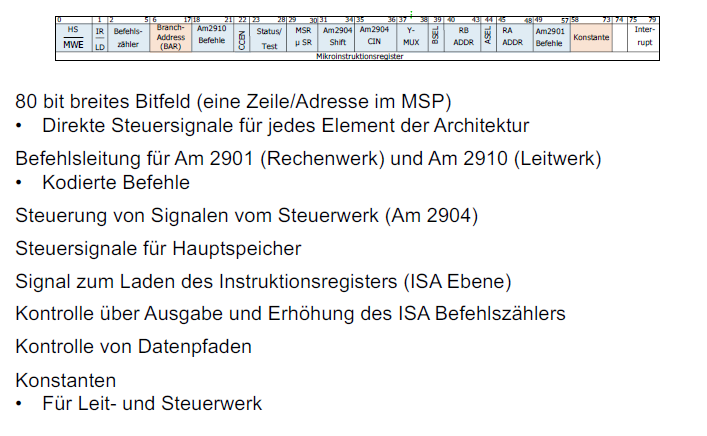 0 1 2 5 6 17 18 21 22 23 28 29 30 31 34 35 36 37 38 39 40 43 44 45 48 49 57 58 73 74 75 79
HS IR Befehls- Branch- Am2910 CCEN Status/ MSR Am2904 Am2904 Y- BSEL RB ASEL RA Am2901 Konstante Inter-
MWE LD zähler Address Befehle Test µ SR Shift CIN MUX ADDR ADDR Befehle rupt
(BAR)
Mikroinstruktionsregister
80 bit breites Bitfeld (eine Zeile/Adresse im MSP)
• Direkte Steuersignale für jedes Element der Architektur
Befehlsleitung für Am 2901 (Rechenwerk) und Am 2910 (Leitwerk)
• Kodierte Befehle
Steuerung von Signalen vom Steuerwerk (Am 2904)
Steuersignale für Hauptspeicher
Signal zum Laden des Instruktionsregisters (ISA Ebene)
Kontrolle über Ausgabe und Erhöhung des ISA Befehlszählers
Kontrolle von Datenpfaden
Konstanten
• Für Leit- und Steuerwerk